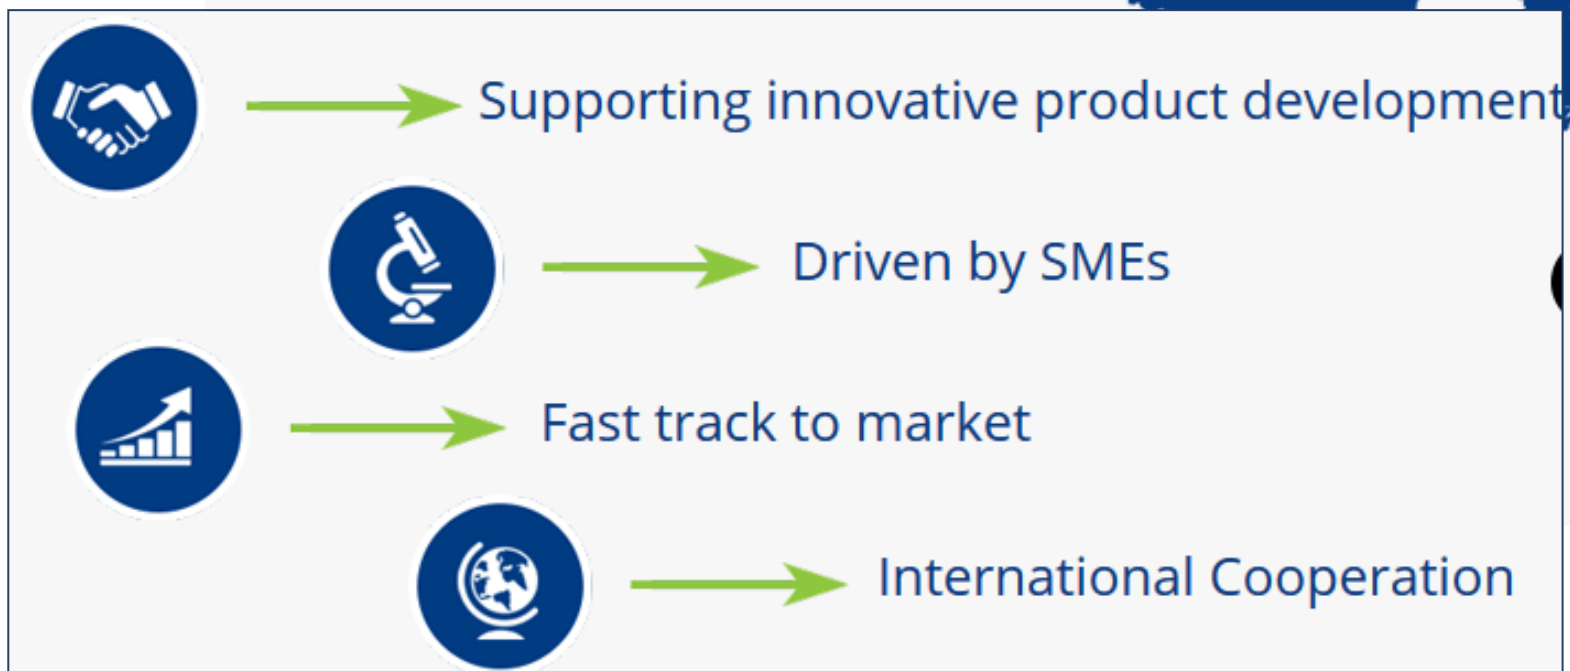 Supporting innovative product development
Driven by SMEs
Fast track to market
International Cooperation